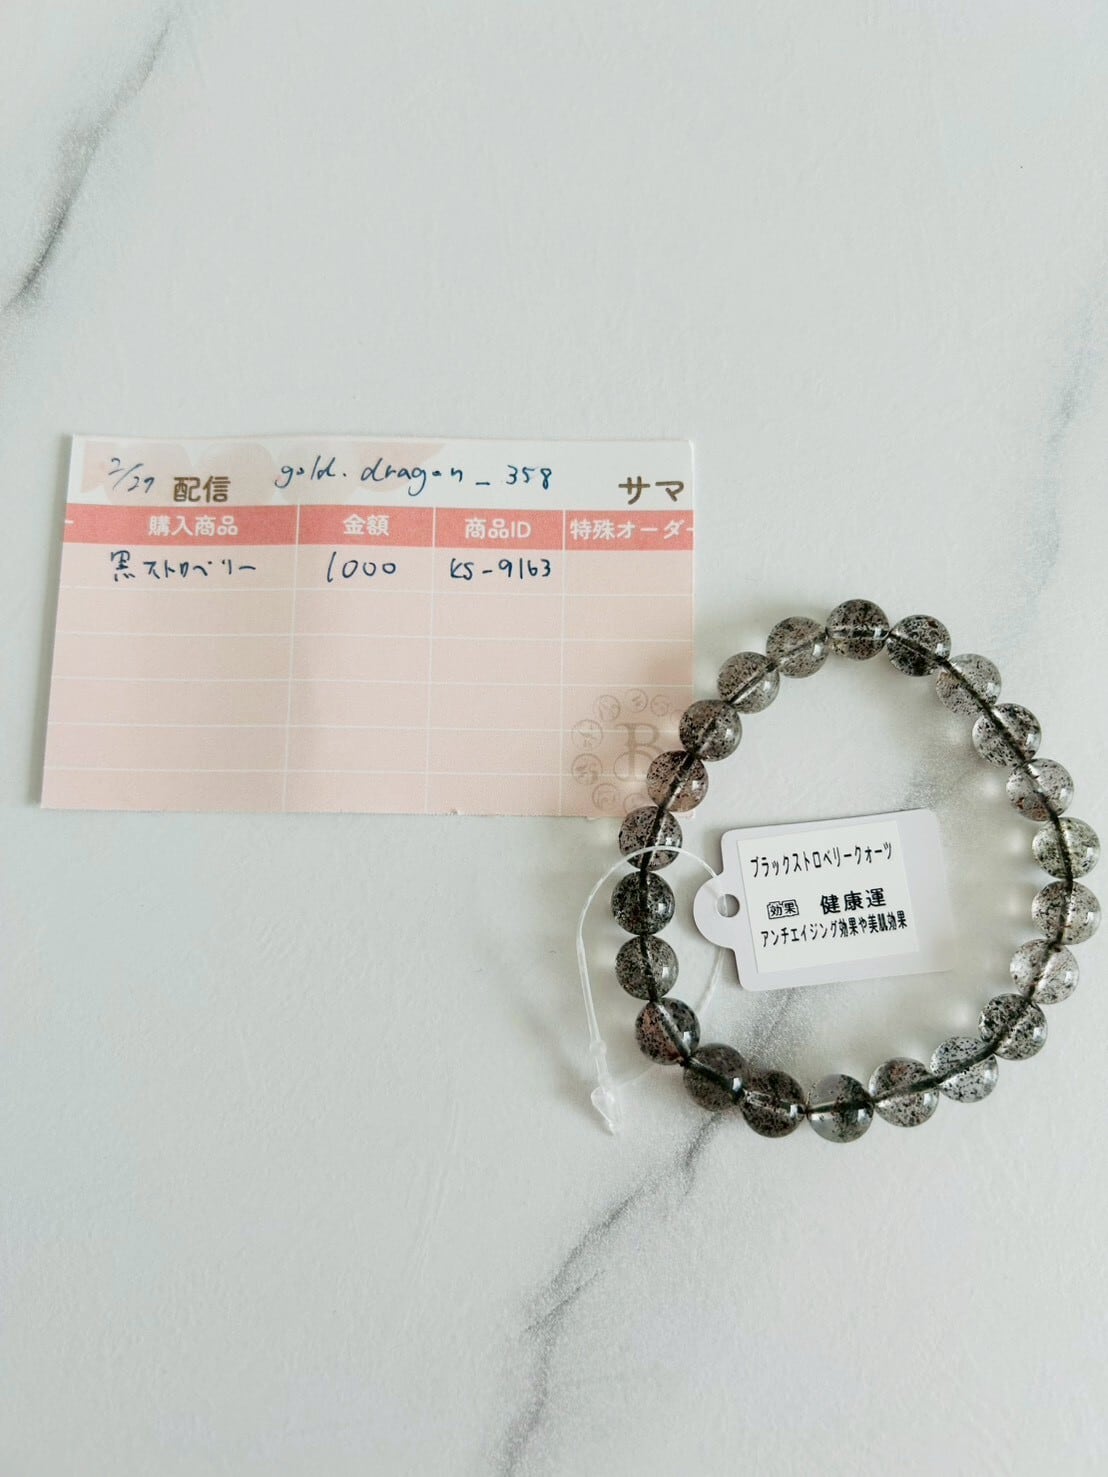 2/27 配信 gold.dragon_358 サマ
購入商品 金額 商品ID 特殊オーダー
黒ストロベリー 1000 KS-9163
B
ブラックストロベリークォーツ
効果 健康運
アンチエイジング効果や美肌効果